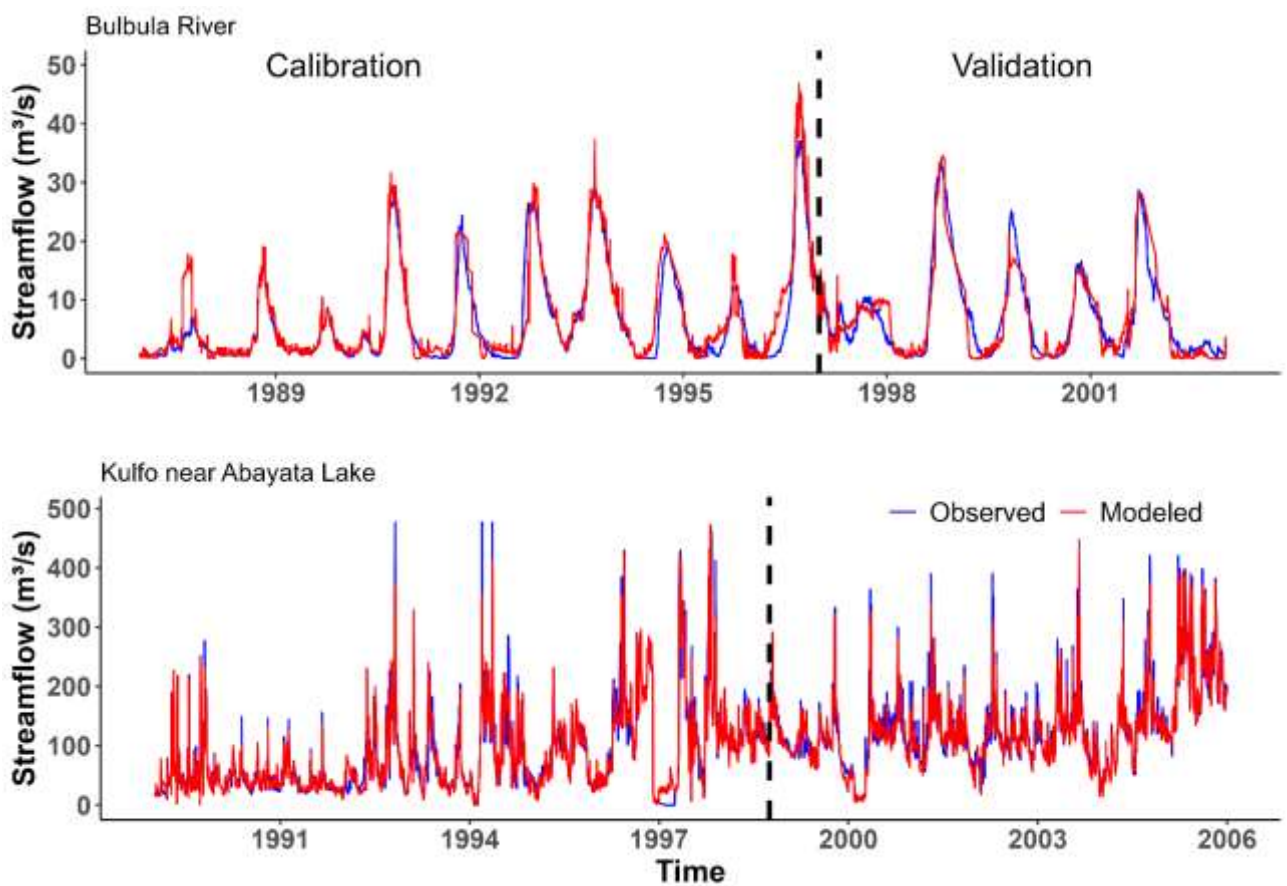 Bulbula River
Calibration Validation
Streamflow (m³/s)
50
40
30
20
10
0
1989 1992 1995 1998 2001
Kulfo near Abayata Lake
Observed Modeled
Streamflow (m³/s)
500
400
300
200
100
0
1991 1994 1997 2000 2003 2006
Time